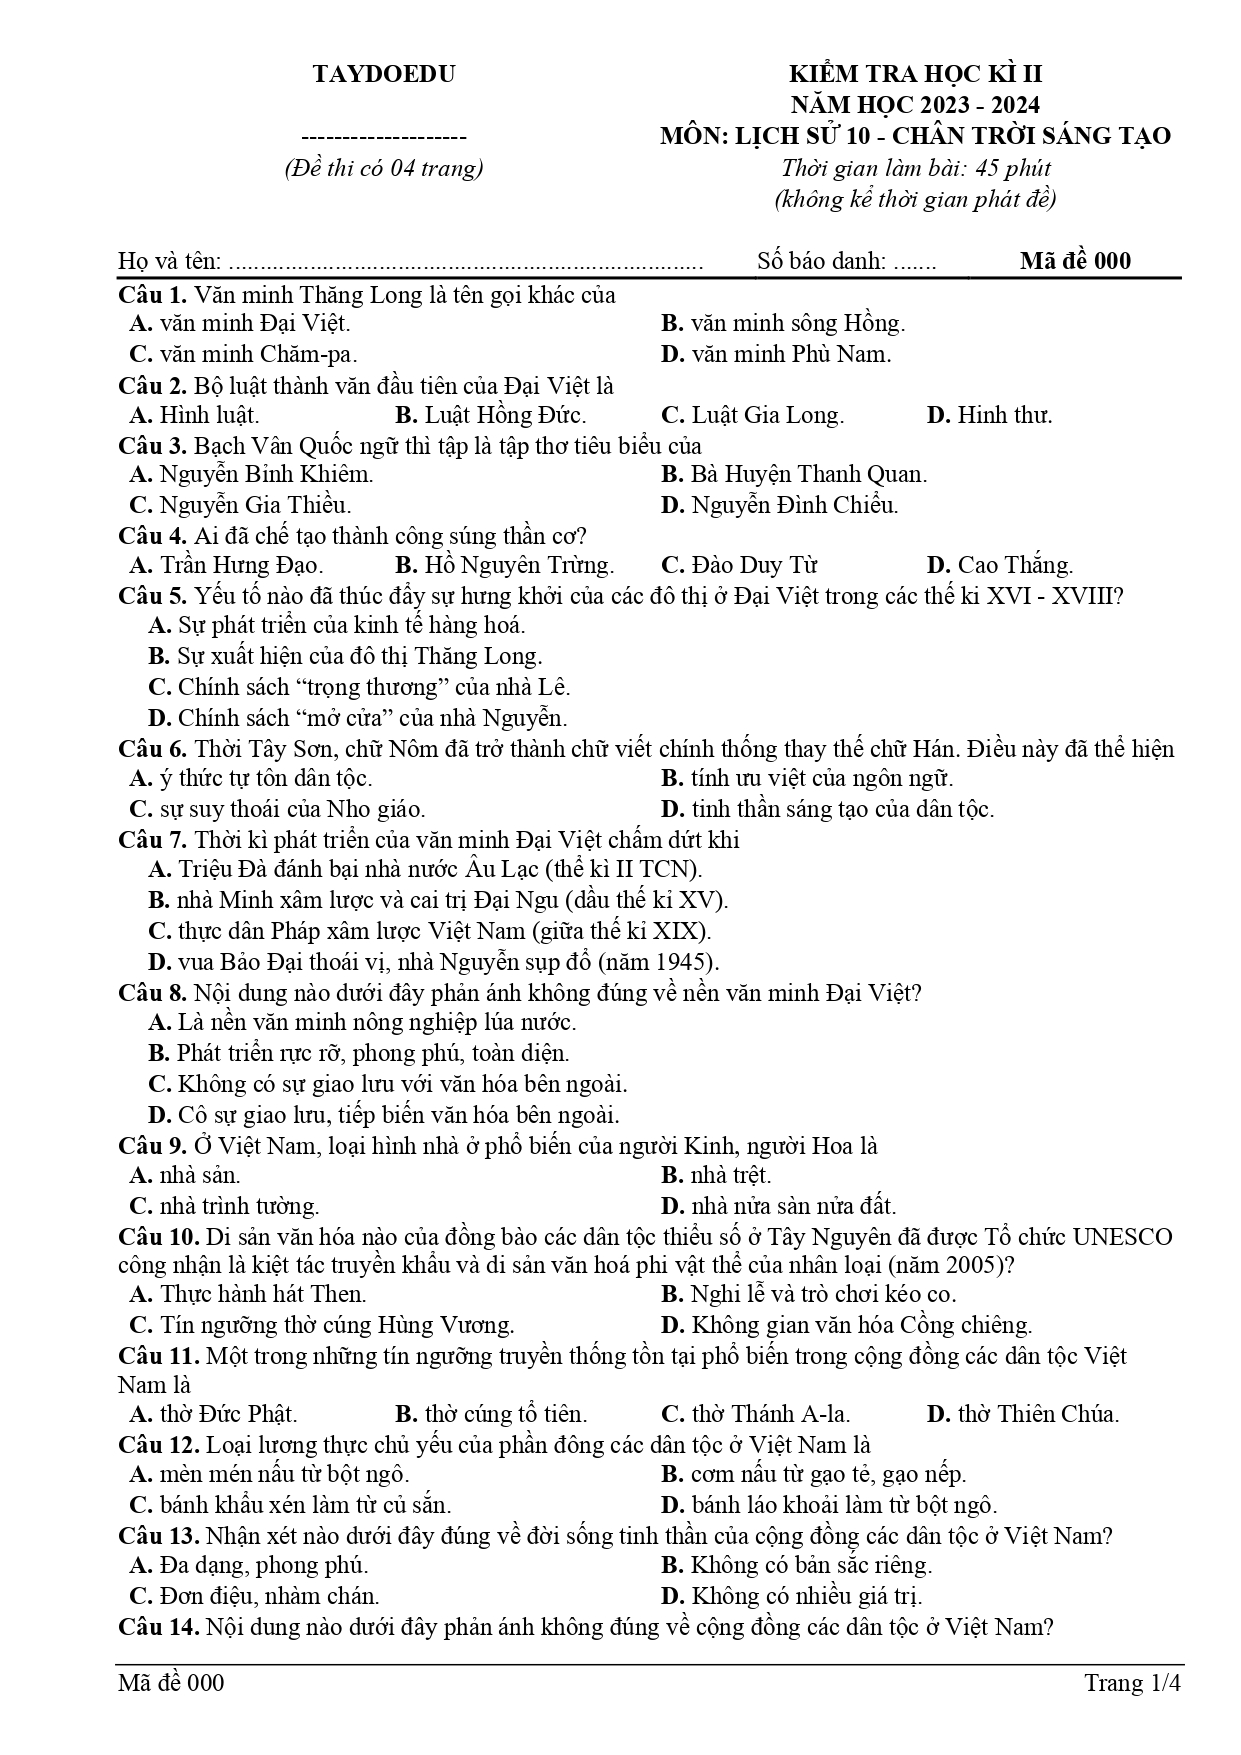 TAYDOEDU
--------------------
(Đề thi có 04 trang)
KIỂM TRA HỌC KÌ II
NĂM HỌC 2023 - 2024
MÔN: LỊCH SỬ 10 - CHÂN TRỜI SÁNG TẠO
Thời gian làm bài: 45 phút
(không kể thời gian phát đề)
Họ và tên: ............................................................................ Số báo danh: ....... Mã đề 000
Câu 1. Văn minh Thăng Long là tên gọi khác của
A. văn minh Đại Việt. B. văn minh sông Hồng.
C. văn minh Chăm-pa. D. văn minh Phù Nam.
Câu 2. Bộ luật thành văn đầu tiên của Đại Việt là
A. Hình luật. B. Luật Hồng Đức. C. Luật Gia Long. D. Hinh thư.
Câu 3. Bạch Vân Quốc ngữ thì tập là tập thơ tiêu biểu của
A. Nguyễn Bỉnh Khiêm. B. Bà Huyện Thanh Quan.
C. Nguyễn Gia Thiều. D. Nguyễn Đình Chiểu.
Câu 4. Ai đã chế tạo thành công súng thần cơ?
A. Trần Hưng Đạo. B. Hồ Nguyên Trừng. C. Đào Duy Từ D. Cao Thắng.
Câu 5. Yếu tố nào đã thúc đẩy sự hưng khởi của các đô thị ở Đại Việt trong các thế ki XVI - XVIII?
A. Sự phát triển của kinh tế hàng hoá.
B. Sự xuất hiện của đô thị Thăng Long.
C. Chính sách “trọng thương” của nhà Lê.
D. Chính sách “mở cửa” của nhà Nguyễn.
Câu 6. Thời Tây Sơn, chữ Nôm đã trở thành chữ viết chính thống thay thế chữ Hán. Điều này đã thể hiện
A. ý thức tự tôn dân tộc. B. tính ưu việt của ngôn ngữ.
C. sự suy thoái của Nho giáo. D. tinh thần sáng tạo của dân tộc.
Câu 7. Thời kì phát triển của văn minh Đại Việt chấm dứt khi
A. Triệu Đà đánh bại nhà nước Âu Lạc (thể kì II TCN).
B. nhà Minh xâm lược và cai trị Đại Ngu (dầu thế kỉ XV).
C. thực dân Pháp xâm lược Việt Nam (giữa thế kỉ XIX).
D. vua Bảo Đại thoái vị, nhà Nguyễn sụp đổ (năm 1945).
Câu 8. Nội dung nào dưới đây phản ánh không đúng về nền văn minh Đại Việt?
A. Là nền văn minh nông nghiệp lúa nước.
B. Phát triển rực rỡ, phong phú, toàn diện.
C. Không có sự giao lưu với văn hóa bên ngoài.
D. Cô sự giao lưu, tiếp biến văn hóa bên ngoài.
Câu 9. Ở Việt Nam, loại hình nhà ở phổ biến của người Kinh, người Hoa là
A. nhà sản. B. nhà trệt.
C. nhà trình tường. D. nhà nửa sàn nửa đất.
Câu 10. Di sản văn hóa nào của đồng bào các dân tộc thiểu số ở Tây Nguyên đã được Tổ chức UNESCO
công nhận là kiệt tác truyền khẩu và di sản văn hoá phi vật thể của nhân loại (năm 2005)?
A. Thực hành hát Then. B. Nghi lễ và trò chơi kéo co.
C. Tín ngưỡng thờ cúng Hùng Vương. D. Không gian văn hóa Cồng chiêng.
Câu 11. Một trong những tín ngưỡng truyền thống tồn tại phổ biến trong cộng đồng các dân tộc Việt
Nam là
A. thờ Đức Phật. B. thờ cúng tổ tiên. C. thờ Thánh A-la. D. thờ Thiên Chúa.
Câu 12. Loại lương thực chủ yếu của phần đông các dân tộc ở Việt Nam là
A. mèn mén nấu từ bột ngô. B. cơm nấu từ gạo tẻ, gạo nếp.
C. bánh khẩu xén làm từ củ sắn. D. bánh láo khoải làm từ bột ngô.
Câu 13. Nhận xét nào dưới đây đúng về đời sống tinh thần của cộng đồng các dân tộc ở Việt Nam?
A. Đa dạng, phong phú. B. Không có bản sắc riêng.
C. Đơn điệu, nhàm chán. D. Không có nhiều giá trị.
Câu 14. Nội dung nào dưới đây phản ánh không đúng về cộng đồng các dân tộc ở Việt Nam?
Mã đề 000 Trang 1/4